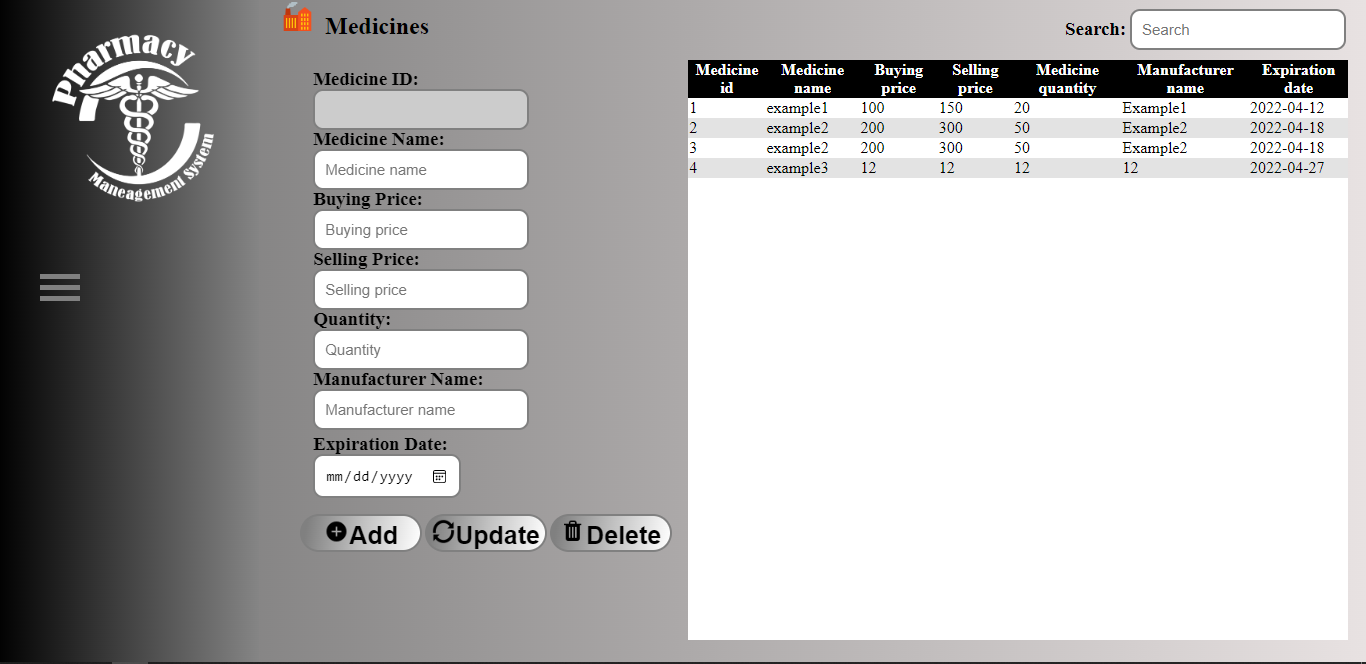 Pharmacy
Maneagement System
Medicines
Search: Search
Medicine ID:
Medicine Name:
Medicine name
Buying Price:
Buying price
Selling Price:
Selling price
Quantity:
Quantity
Manufacturer Name:
Manufacturer name
Expiration Date:
mm/dd/yyyy
Add Update Delete
Medicine id Medicine name Buying price Selling price Medicine quantity Manufacturer name Expiration date
1 example1 100 150 20 Example1 2022-04-12
2 example2 200 300 50 Example2 2022-04-18
3 example2 200 300 50 Example2 2022-04-18
4 example3 12 12 12 12 2022-04-27